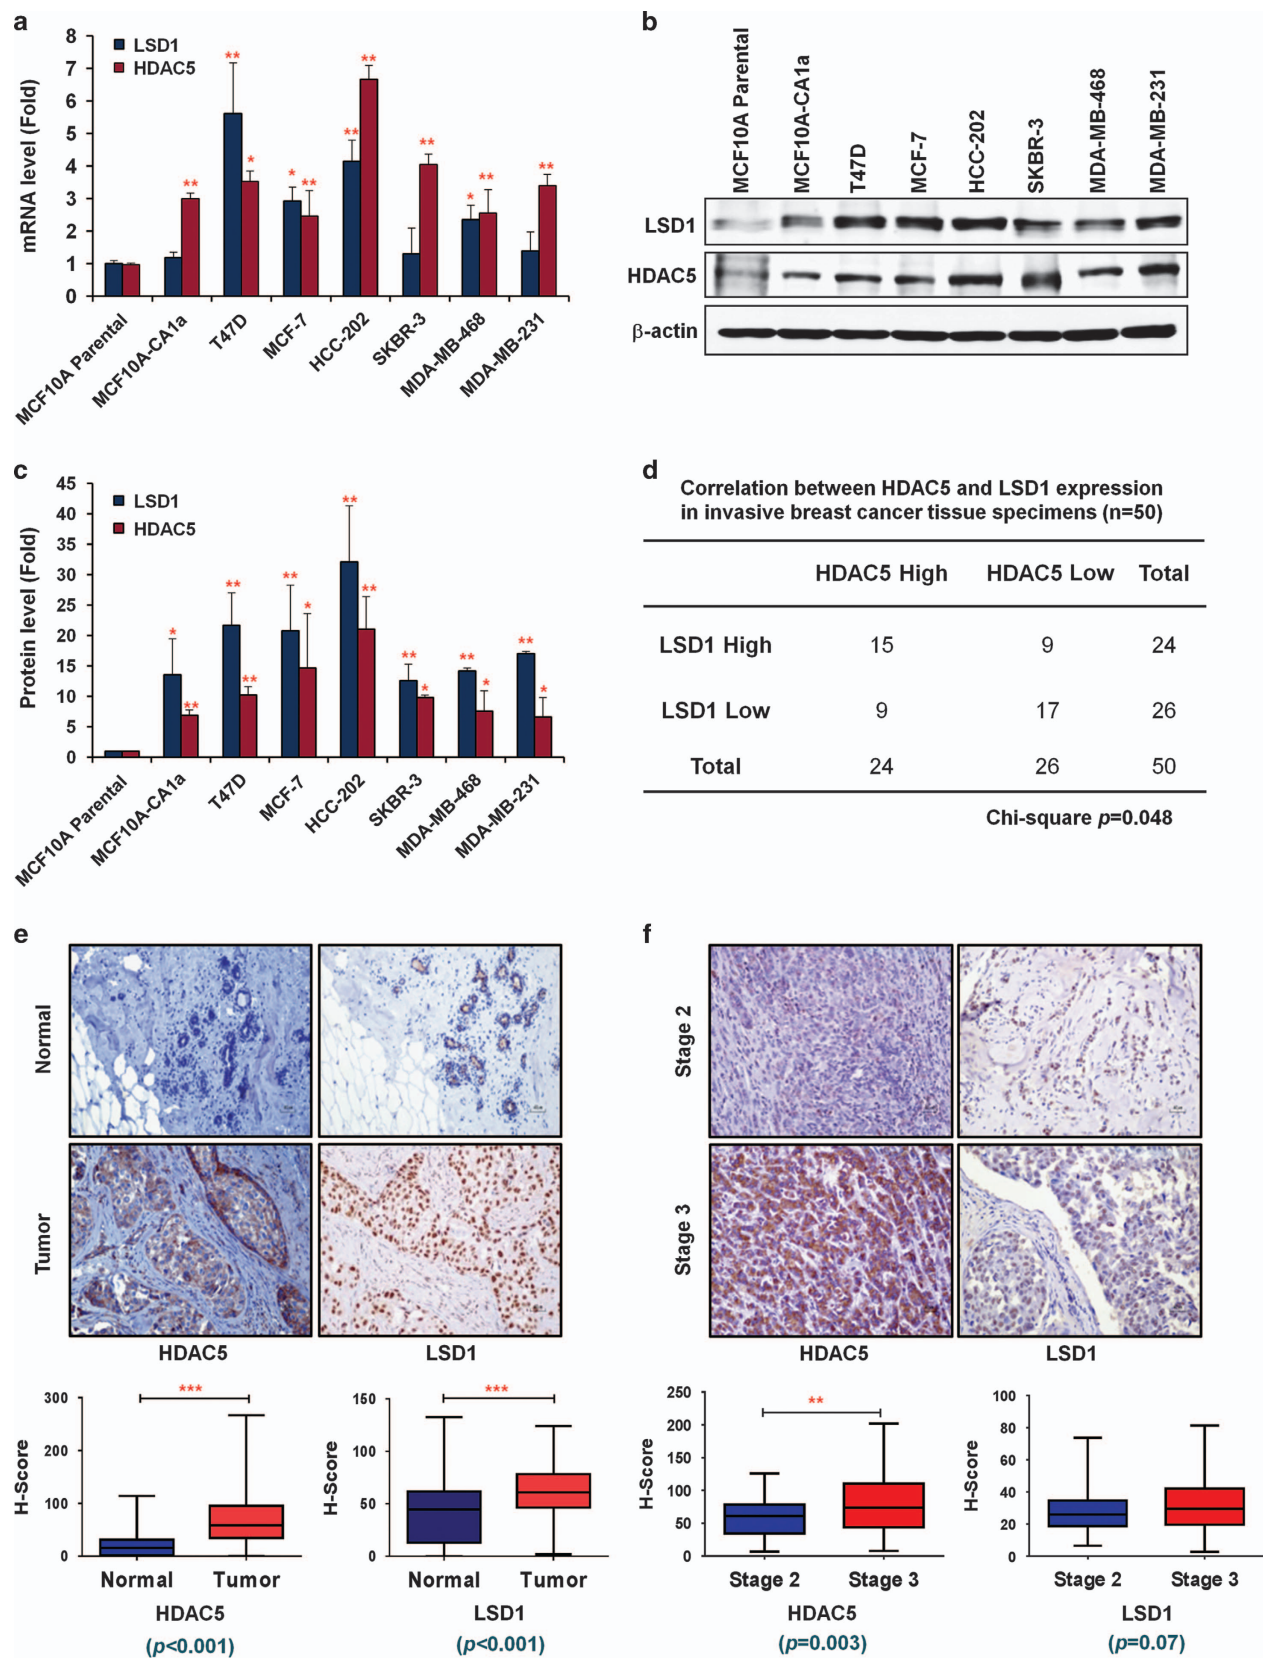 a
8
7
6
5
4
3
2
1
0
mRNA level (Fold)
LSD1
HDAC5
**
*
**
*
**
**
**
**
*
**
**
MCF10A Parental
MCF10A-CA1a
T47D
MCF-7
HCC-202
SKBR-3
MDA-MB-468
MDA-MB-231
b
MCF10A Parental
MCF10A-CA1a
T47D
MCF-7
HCC-202
SKBR-3
MDA-MB-468
MDA-MB-231
LSD1
HDAC5
β-actin
c
45
40
35
30
25
20
15
10
5
0
Protein level (Fold)
LSD1
HDAC5
*
**
**
**
**
*
**
**
**
*
**
*
**
*
MCF10A Parental
MCF10A-CA1a
T47D
MCF-7
HCC-202
SKBR-3
MDA-MB-468
MDA-MB-231
d
Correlation between HDAC5 and LSD1 expression
in invasive breast cancer tissue specimens (n=50)
HDAC5 High HDAC5 Low Total
LSD1 High 15 9 24
LSD1 Low 9 17 26
Total 24 26 50
Chi-square p=0.048
e
Normal
Tumor
HDAC5 LSD1
300
200
100
0
H-Score
***
Normal Tumor
HDAC5
(p<0.001)
150
100
50
0
H-Score
***
Normal Tumor
LSD1
(p<0.001)
f
Stage 2
Stage 3
HDAC5 LSD1
250
200
150
100
50
0
H-Score
**
Stage 2 Stage 3
HDAC5
(p=0.003)
100
80
60
40
20
0
H-Score
Stage 2 Stage 3
LSD1
(p=0.07)